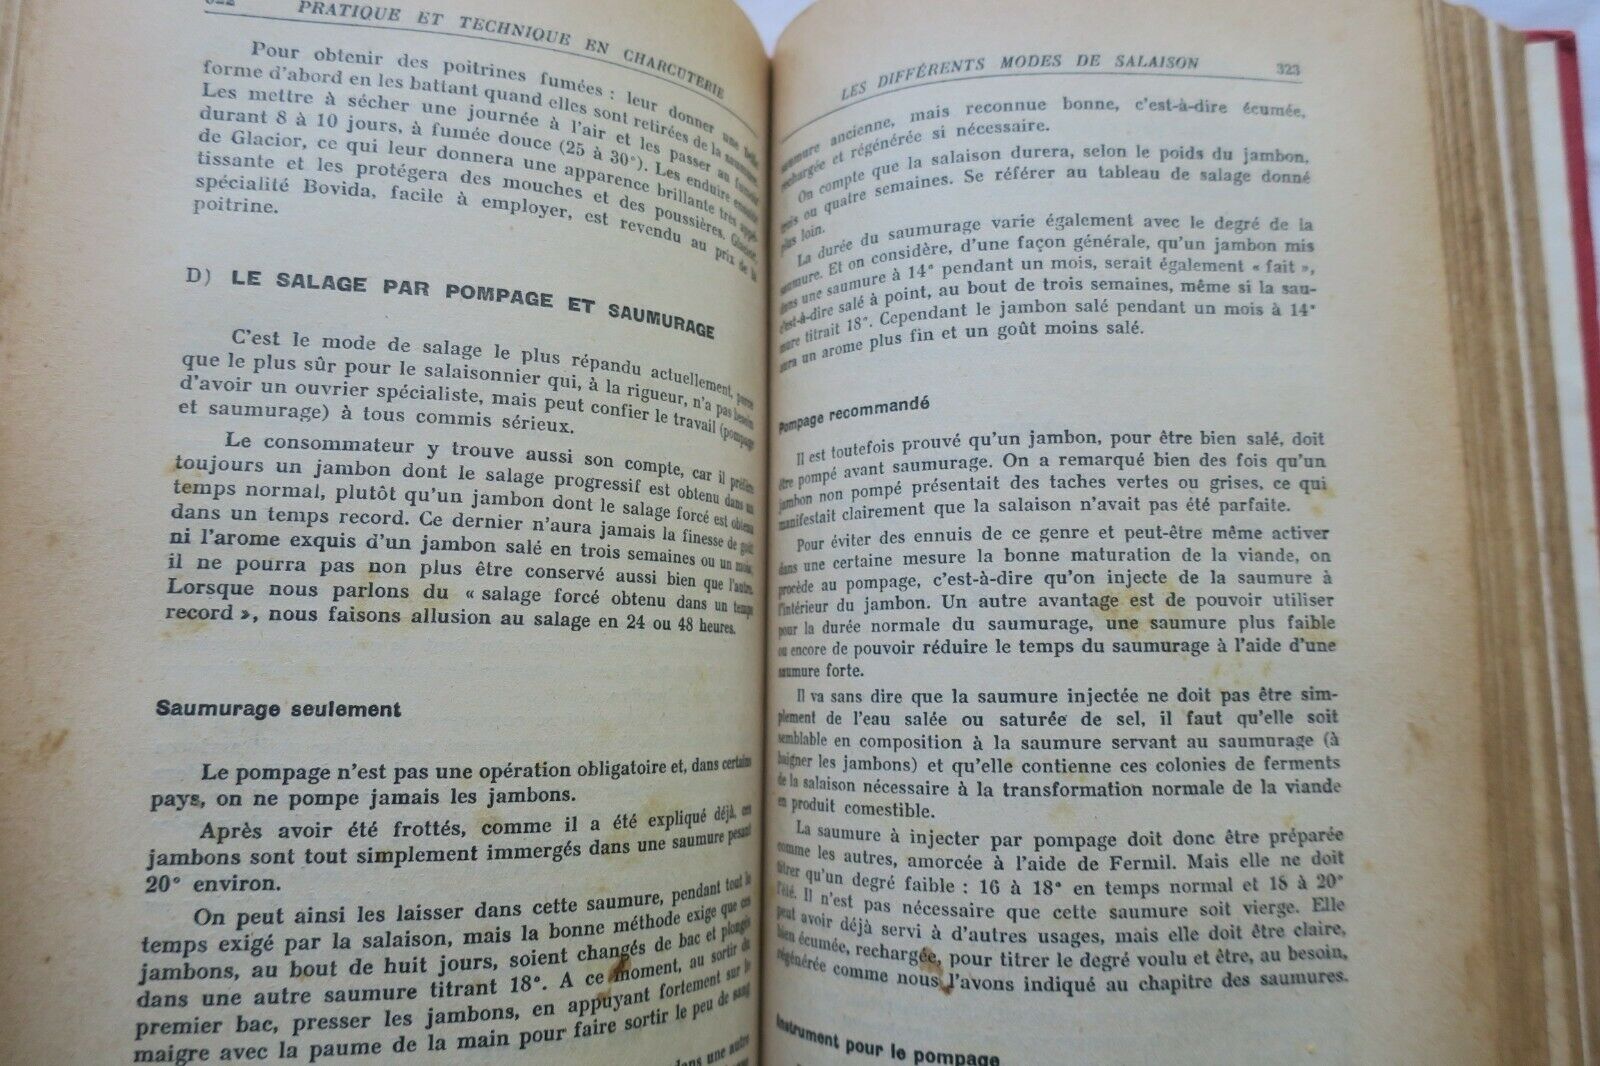 322 PRATIQUE ET TECHNIQUE EN CHARCUTERIE
Pour obtenir des poitrines fumées : leur donner une belle
forme d'abord en les battant quand elles sont retirées de la saumure.
Les mettre à sécher une journée à l'air et les passer au fumoir
durant 8 à 10 jours, à fumée douce (25 à 30°). Les enduire ensuite
de Glacior, ce qui leur donnera une apparence brillante très appé-
tissante et les protégera des mouches et des poussières. Glacior,
spécialité Bovida, facile à employer, est revendu au prix de la
poitrine.
D) LE SALAGE PAR POMPAGE ET SAUMURAGE
C'est le mode de salage le plus répandu actuellement, parce
que le plus sûr pour le salaisonnier qui, à la rigueur, n'a pas besoin
d'avoir un ouvrier spécialiste, mais peut confier le travail (pompage
et saumurage) à tous commis sérieux.
Le consommateur y trouve aussi son compte, car il préfère
toujours un jambon dont le salage progressif est obtenu dans un
temps normal, plutôt qu'un jambon dont le salage forcé est obtenu
dans un temps record. Ce dernier n'aura jamais la finesse de goût
ni l'arome exquis d'un jambon salé en trois semaines ou un mois,
il ne pourra pas non plus être conservé aussi bien que l'autre.
Lorsque nous parlons du « salage forcé obtenu dans un temps
record », nous faisons allusion au salage en 24 ou 48 heures.
Saumurage seulement
Le pompage n'est pas une opération obligatoire et, dans certains
pays, on ne pompe jamais les jambons.
Après avoir été frottés, comme il a été expliqué déjà, ces
jambons sont tout simplement immergés dans une saumure pesant
20° environ.
On peut ainsi les laisser dans cette saumure, pendant tout le
temps exigé par la salaison, mais la bonne méthode exige que ces
jambons, au bout de huit jours, soient changés de bac et plongés
dans une autre saumure titrant 18°. A ce moment, au sortir du
premier bac, presser les jambons, en appuyant fortement sur le
maigre avec la paume de la main pour faire sortir le peu de sang
dans une autre
LES DIFFÉRENTS MODES DE SALAISON 323
saumure ancienne, mais reconnue bonne, c'est-à-dire écumée,
rechargée et régénérée si nécessaire.
On compte que la salaison durera, selon le poids du jambon,
trois ou quatre semaines. Se référer au tableau de salage donné
plus loin.
La durée du saumurage varie également avec le degré de la
saumure. Et on considère, d'une façon générale, qu'un jambon mis
dans une saumure à 14° pendant un mois, serait également « fait »,
c'est-à-dire salé à point, au bout de trois semaines, même si la sau-
mure titrait 18°. Cependant le jambon salé pendant un mois à 14°
aura un arome plus fin et un goût moins salé.
Pompage recommandé
Il est toutefois prouvé qu'un jambon, pour être bien salé, doit
être pompé avant saumurage. On a remarqué bien des fois qu'un
jambon non pompé présentait des taches vertes ou grises, ce qui
manifestait clairement que la salaison n'avait pas été parfaite.
Pour éviter des ennuis de ce genre et peut-être même activer
dans une certaine mesure la bonne maturation de la viande, on
procède au pompage, c'est-à-dire qu'on injecte de la saumure à
l'intérieur du jambon. Un autre avantage est de pouvoir utiliser
pour la durée normale du saumurage, une saumure plus faible
ou encore de pouvoir réduire le temps du saumurage à l'aide d'une
saumure forte.
Il va sans dire que la saumure injectée ne doit pas être sim-
plement de l'eau salée ou saturée de sel, il faut qu'elle soit
semblable en composition à la saumure servant au saumurage (à
baigner les jambons) et qu'elle contienne ces colonies de ferments
de la salaison nécessaire à la transformation normale de la viande
en produit comestible.
La saumure à injecter par pompage doit donc être préparée
comme les autres, amorcée à l'aide de Fermil. Mais elle ne doit
titrer qu'un degré faible : 16 à 18° en temps normal et 18 à 20°
l'été. Il n'est pas nécessaire que cette saumure soit vierge. Elle
peut avoir déjà servi à d'autres usages, mais elle doit être claire,
bien écumée, rechargée, pour titrer le degré voulu et être, au besoin,
régénérée comme nous l'avons indiqué au chapitre des saumures.
Instrument pour le pompage